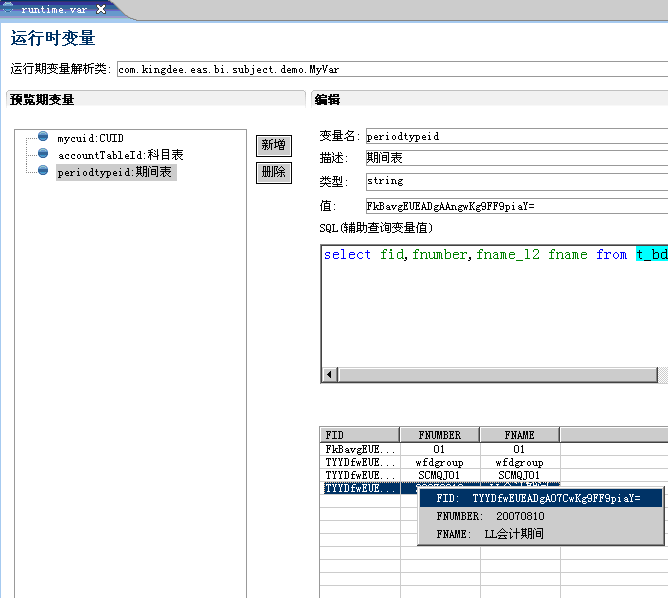 runtime.var
运行时变量
运行期变量解析类: com.kingdee.eas.bi.subject.demo.MyVar
预览期变量
mycuid:CUID
accountTableId:科目表
periodtypeid:期间表
新增
删除
编辑
变量名: periodtypeid
描述: 期间表
类型: string
值: FkBavgEUEADgAAngwKg9FF9piaY=
SQL(辅助查询变量值)
select fid,fnumber,fname_l2 fname from t_bd
FID FNUMBER FNAME
FkBavgEUE... 01 01
TYYDfwEUE... wfdgroup wfdgroup
TYYDfwEUE... SCMQJ01 SCMQJ01
TYYDfwEUE...
FID: TYYDfwEUEADgAO7CwKg9FF9piaY=
FNUMBER: 20070810
FNAME: LL会计期间